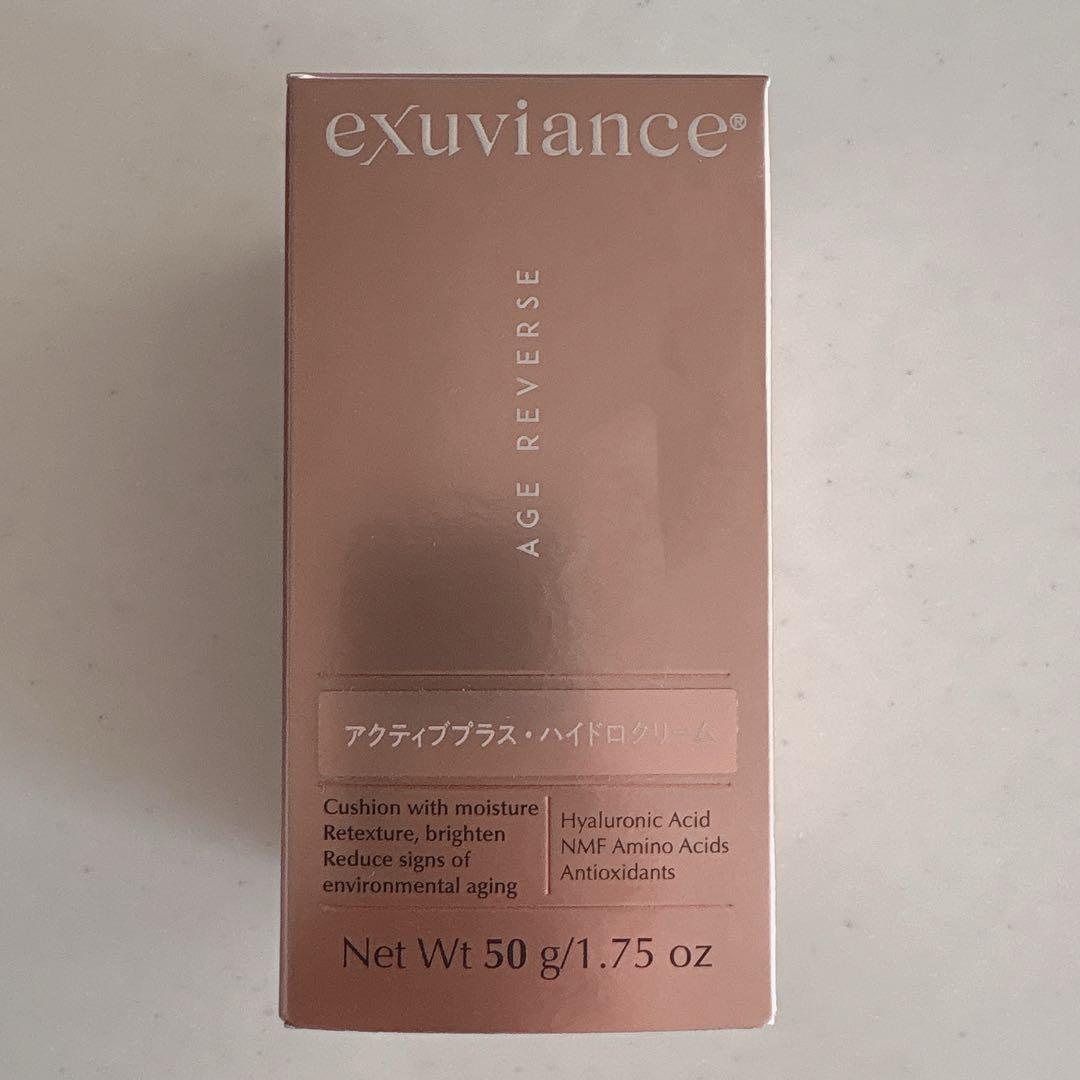 exuviance®
AGE REVERSE
アクティブプラス・ハイドロクリーム
Cushion with moisture
Retexture, brighten
Reduce signs of
environmental aging
Hyaluronic Acid
NMF Amino Acids
Antioxidants
Net Wt 50 g/1.75 oz